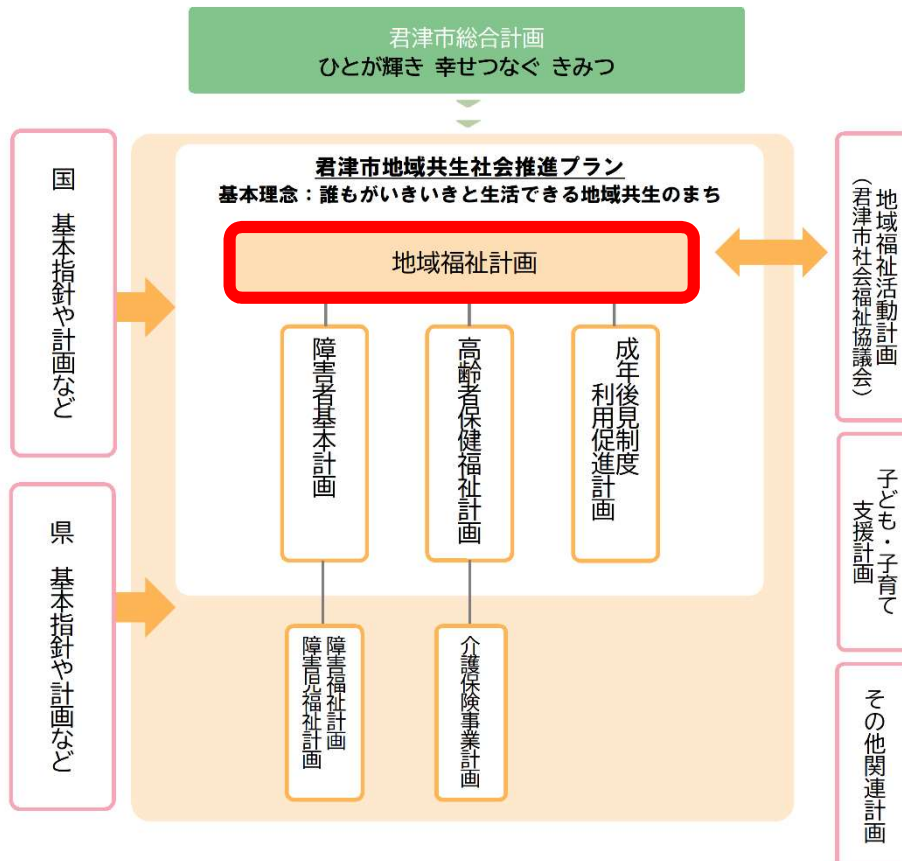 君津市総合計画
ひとが輝き 幸せつなぐ きみつ
君津市地域共生社会推進プラン
基本理念：誰もがいきいきと生活できる地域共生のまち
地域福祉計画
障害者基本計画
高齢者保健福祉計画
成年後見制度
利用促進計画
障害福祉計画
障害児福祉計画
介護保険事業計画
国 基本指針や計画など
県 基本指針や計画など
地域福祉活動計画
（君津市社会福祉協議会）
子ども・子育て
支援計画
その他関連計画